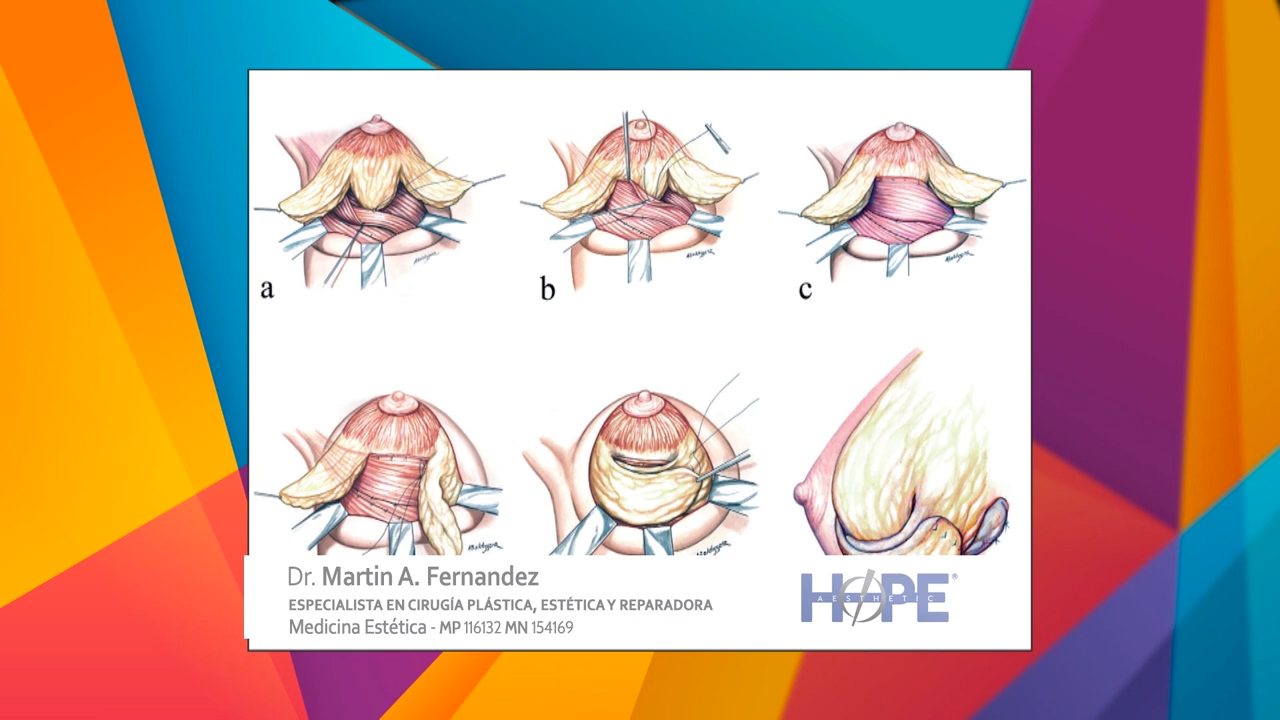 a
b
c
Dr. Martin A. Fernandez
ESPECIALISTA EN CIRUGÍA PLÁSTICA, ESTÉTICA Y REPARADORA
Medicina Estética - MP 116132 MN 154169
HOPE®
AESTHETIC